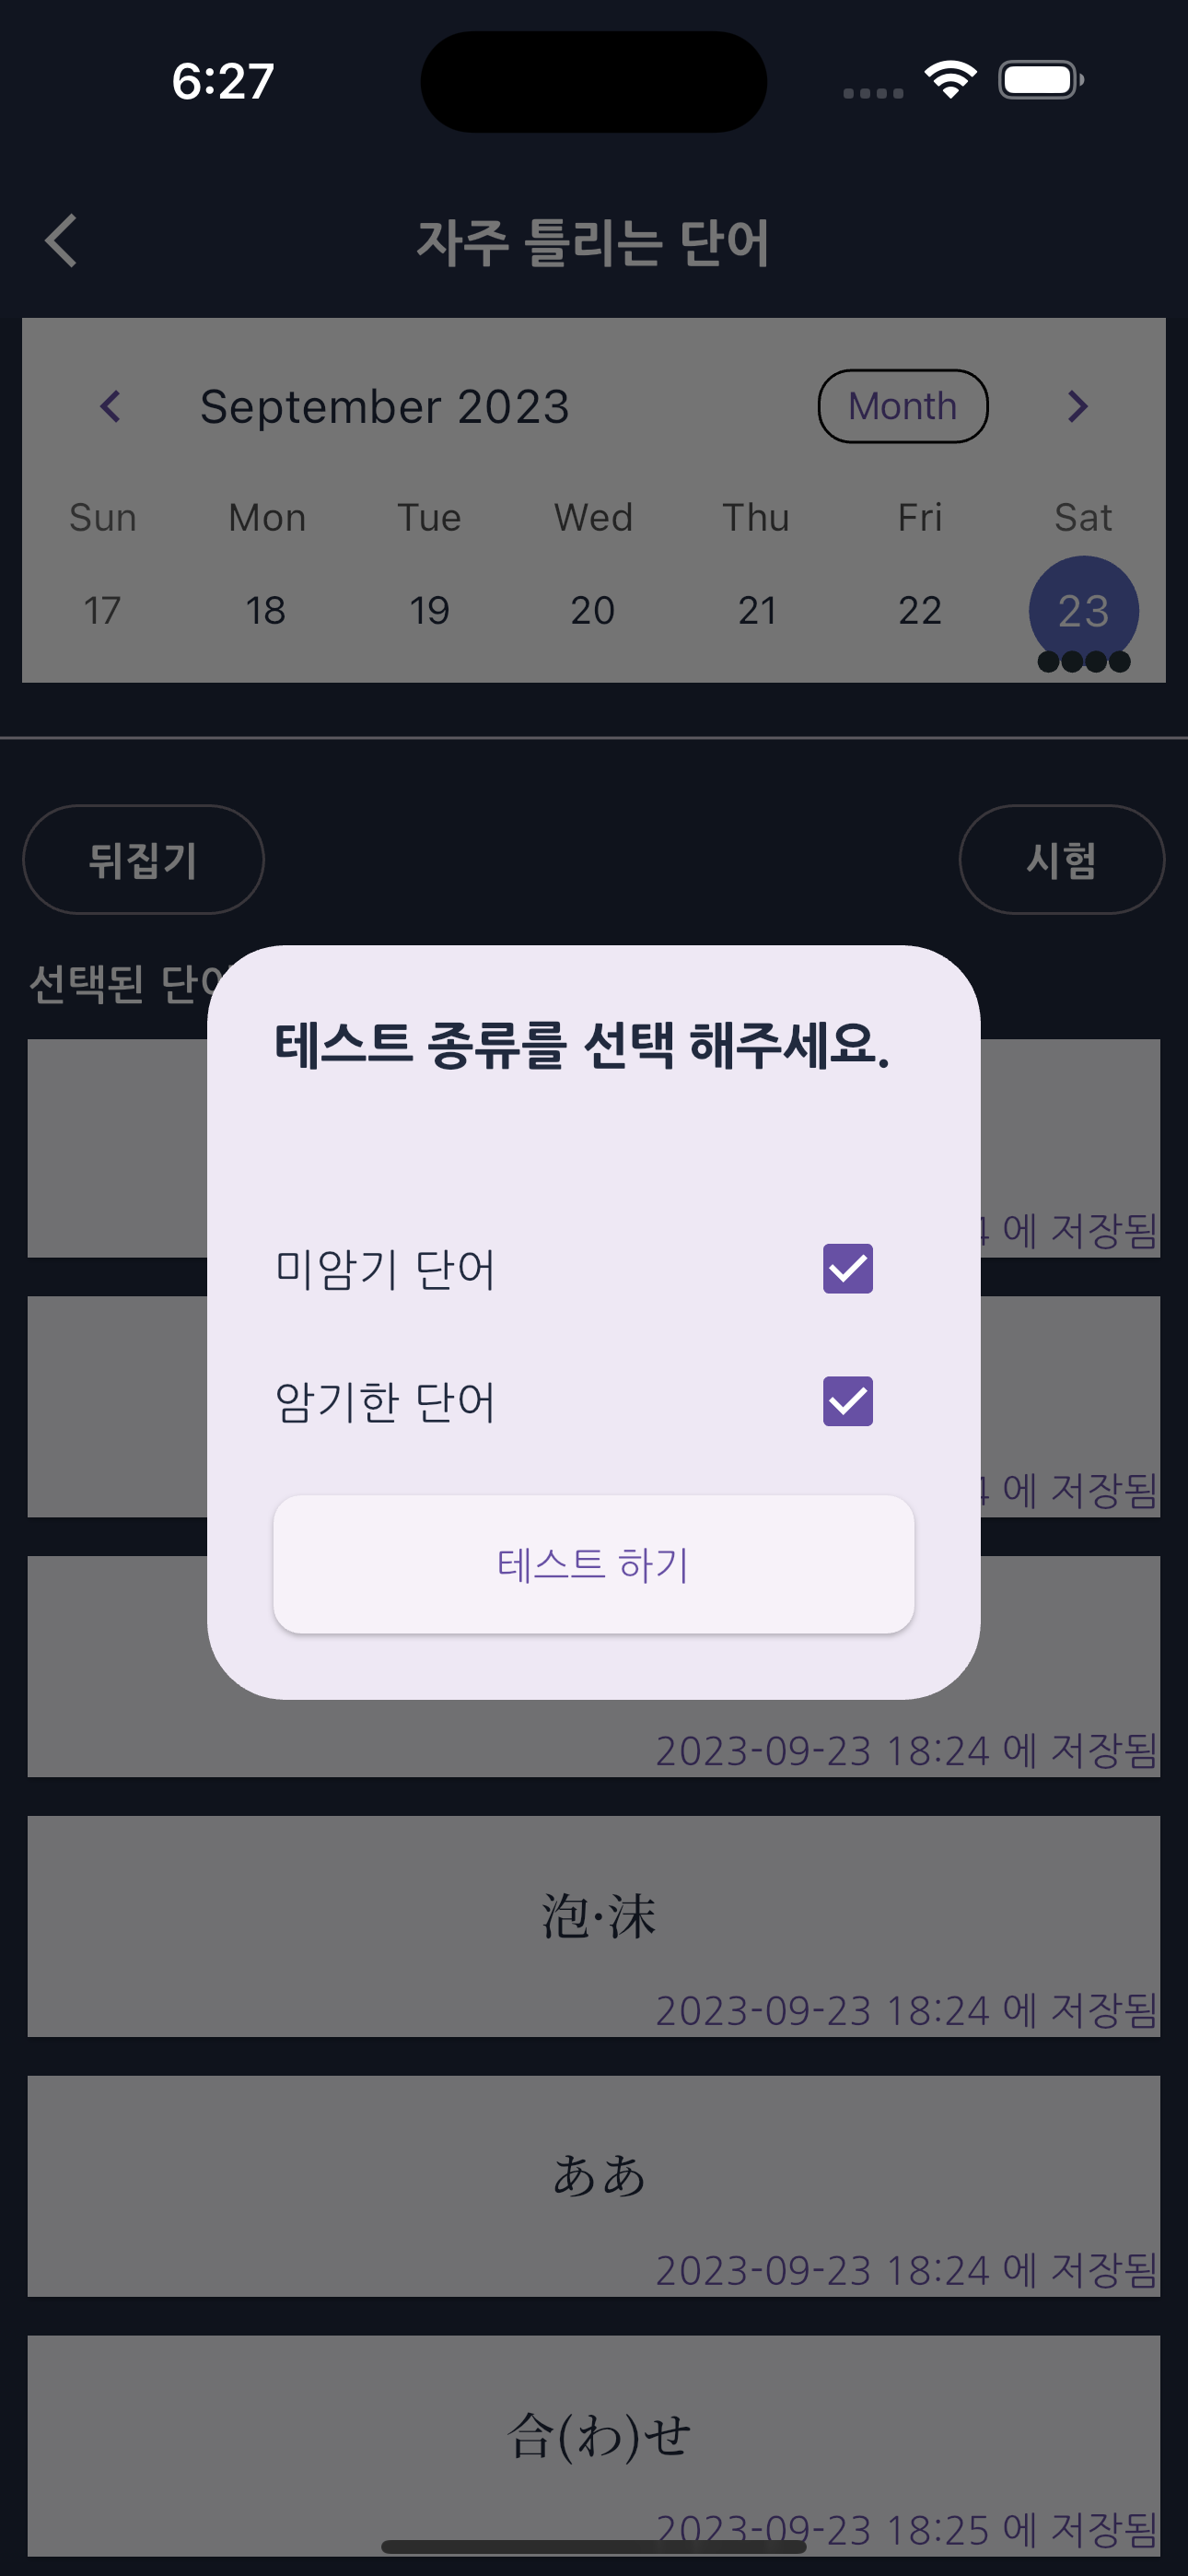 6:27
자주 틀리는 단어
September 2023
Month
Sun Mon Tue Wed Thu Fri Sat
17 18 19 20 21 22 23
뒤집기
시험
선택된
테스트 종류를 선택 해주세요.
에 저장됨
미암기 단어
암기한 단어
에 저장됨
테스트 하기
2023-09-23 18:24 에 저장됨
泡·沫
2023-09-23 18:24 에 저장됨
ああ
2023-09-23 18:24 에 저장됨
合(わ)せ
2023-09-23 18:25 에 저장됨